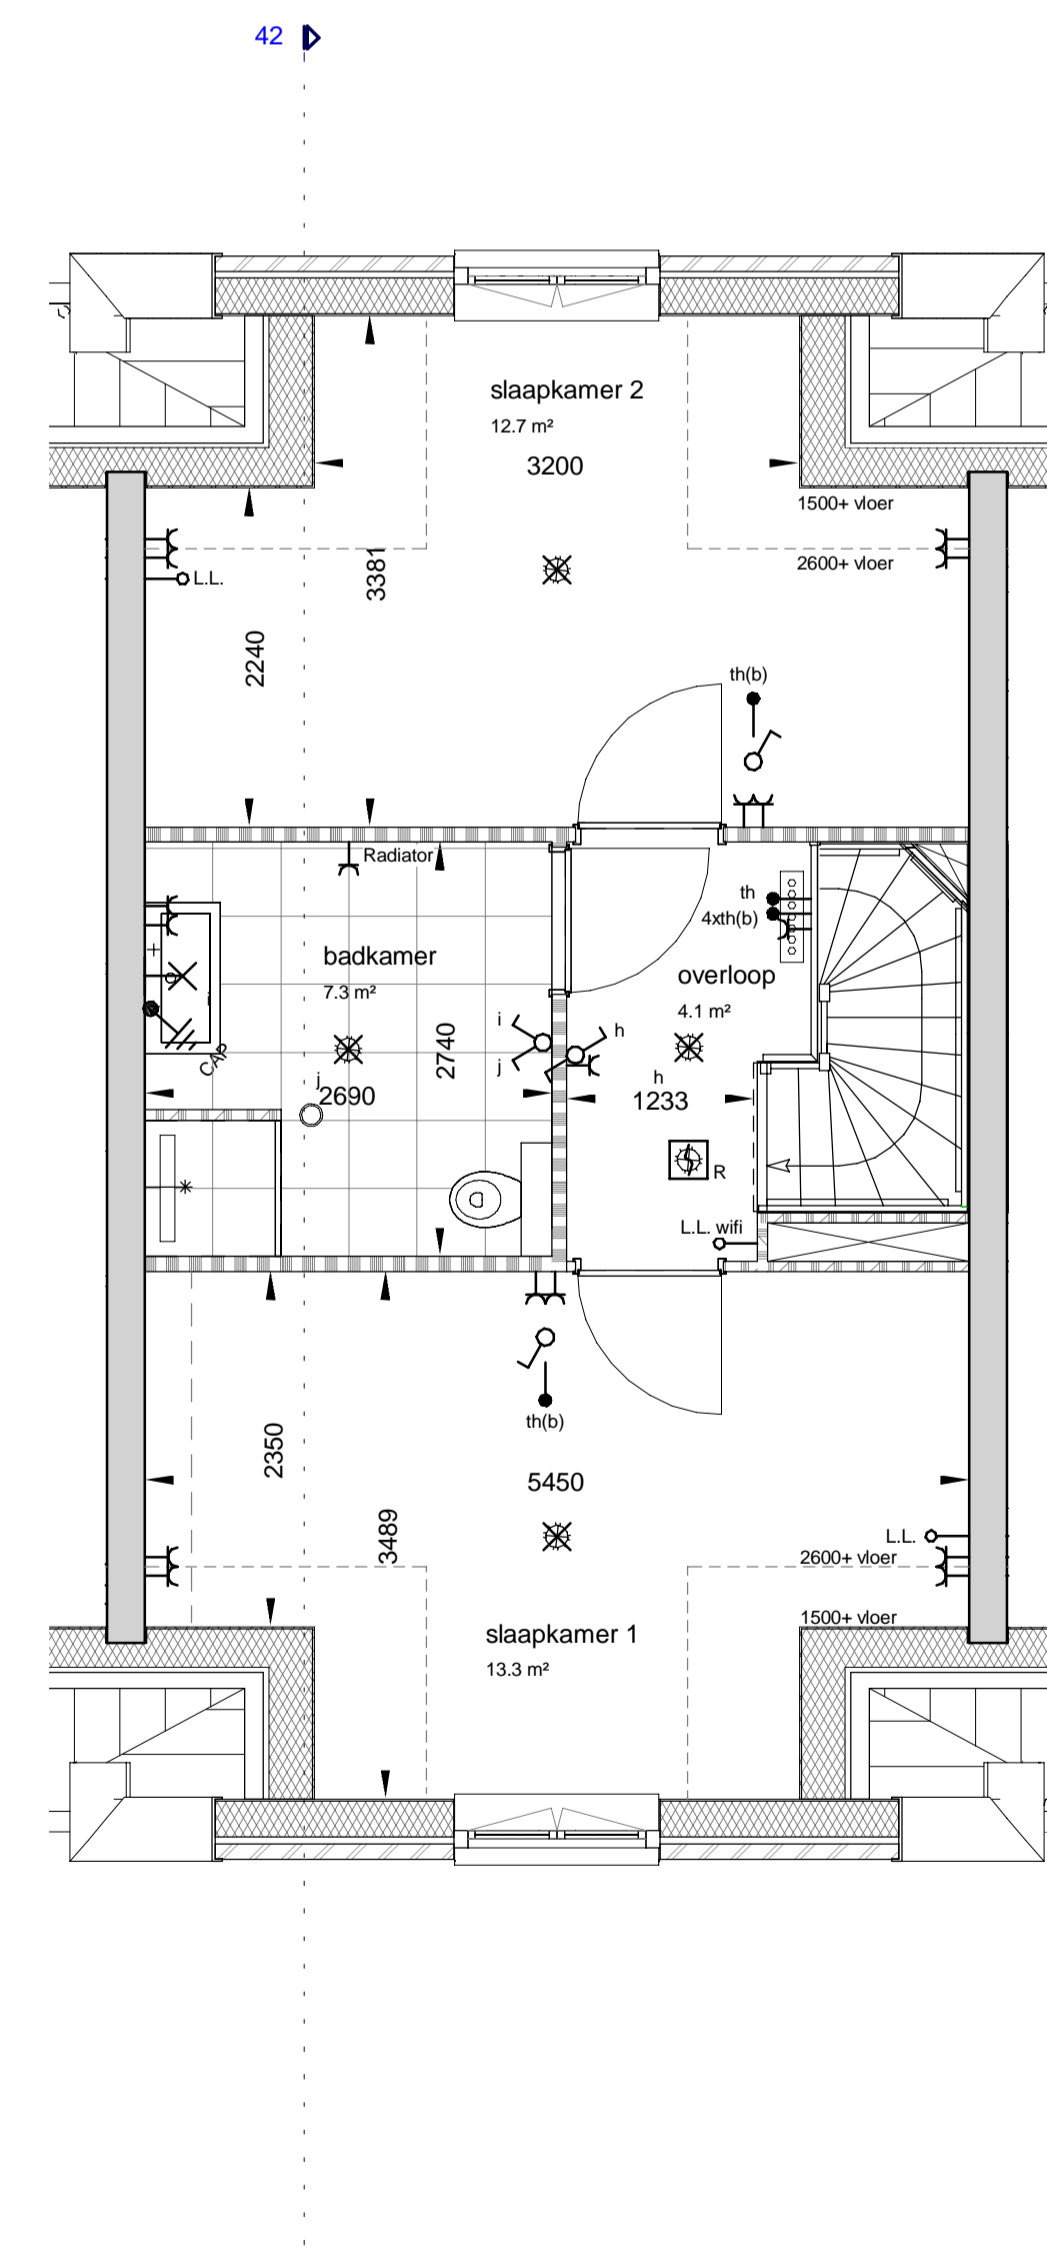 42
slaapkamer 2
12.7 m²
3200
1500+ vloer
3381
2600+ vloer
L.L.
2240
th(b)
Radiator
th
4xth(b)
badkamer
7.3 m²
overloop
4.1 m²
i
h
j
2740
CAP
j
2690
h
1233
R
L.L. wifi
th(b)
2350
5450
3489
L.L.
2600+ vloer
1500+ vloer
slaapkamer 1
13.3 m²